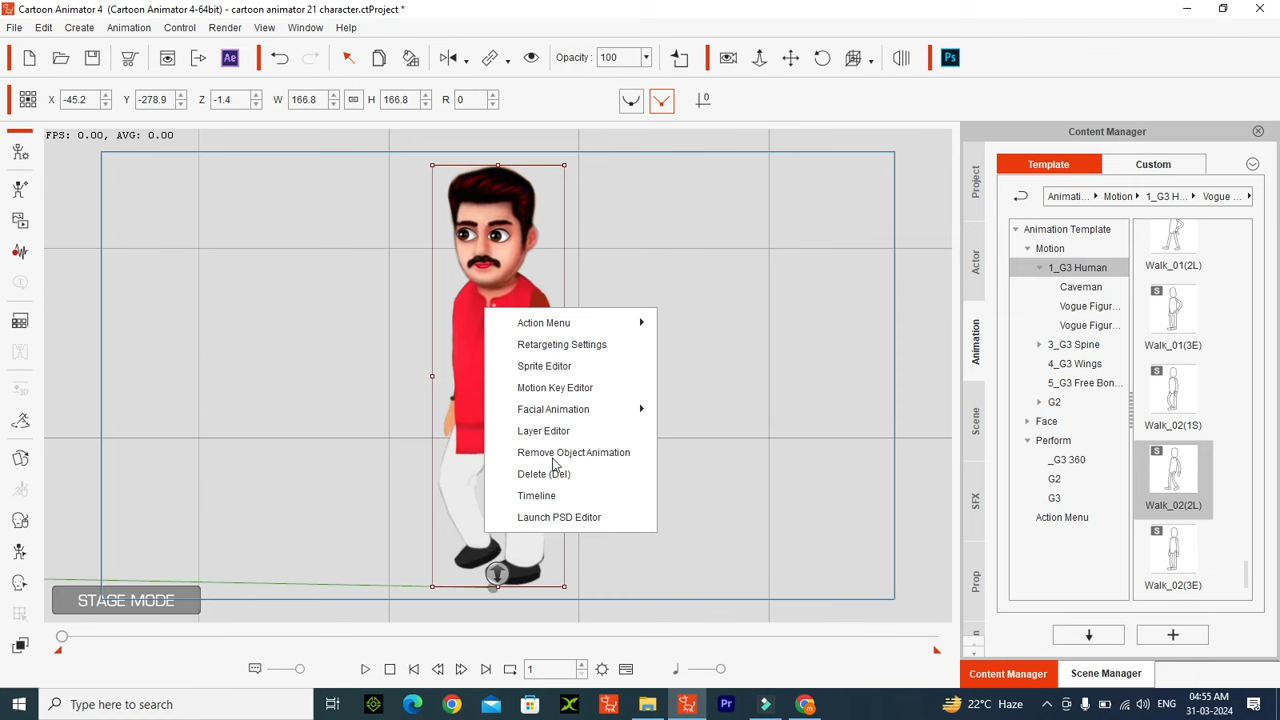 Cartoon Animator 4 (Cartoon Animator 4-64bit) - cartoon animator 21 character.ctProject *
File Edit Create Animation Control Render View Window Help
Ae
Opacity : 100
Ps
X -45.2 Y -278.9 Z -1.4 W 166.8 H 166.8 R 0
FPS: 0.00, AVG: 0.00
Content Manager
Template Custom
Animati... Motion 1_G3 H... Vogue ...
Project
Actor
Animation
Scene
SFX
Prop
Animation Template
Motion
1_G3 Human
Caveman
Vogue Figur...
Vogue Figur...
3_G3 Spine
4_G3 Wings
5_G3 Free Bon...
G2
Face
Perform
_G3 360
G2
G3
Action Menu
Walk_01(2L)
S
Walk_01(3E)
S
Walk_02(1S)
S
Walk_02(2L)
S
Walk_02(3E)
Action Menu
Retargeting Settings
Sprite Editor
Motion Key Editor
Facial Animation
Layer Editor
Remove Object Animation
Delete (Del)
Timeline
Launch PSD Editor
STAGE MODE
1
Content Manager Scene Manager
Type here to search
Pr
22°C Haze
ENG
04:55 AM
31-03-2024